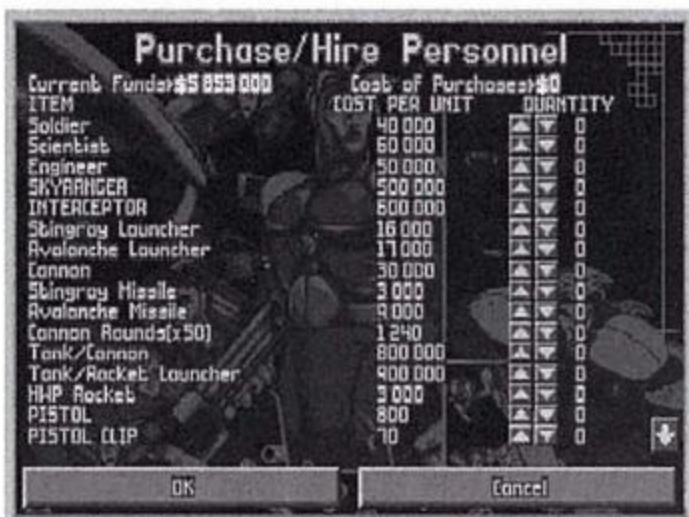 Purchase/Hire Personnel
Current Funds>$5 853 000 Cost of Purchases>$0
ITEM COST PER UNIT QUANTITY
Soldier 40 000 0
Scientist 60 000 0
Engineer 50 000 0
SKYRANGER 500 000 0
INTERCEPTOR 600 000 0
Stingray Launcher 16 000 0
Avalanche Launcher 17 000 0
Cannon 30 000 0
Stingray Missile 3 000 0
Avalanche Missile 9 000 0
Cannon Rounds(x50) 1 240 0
Tank/Cannon 800 000 0
Tank/Rocket Launcher 900 000 0
HWP Rocket 3 000 0
PISTOL 800 0
PISTOL CLIP 70 0
OK Cancel